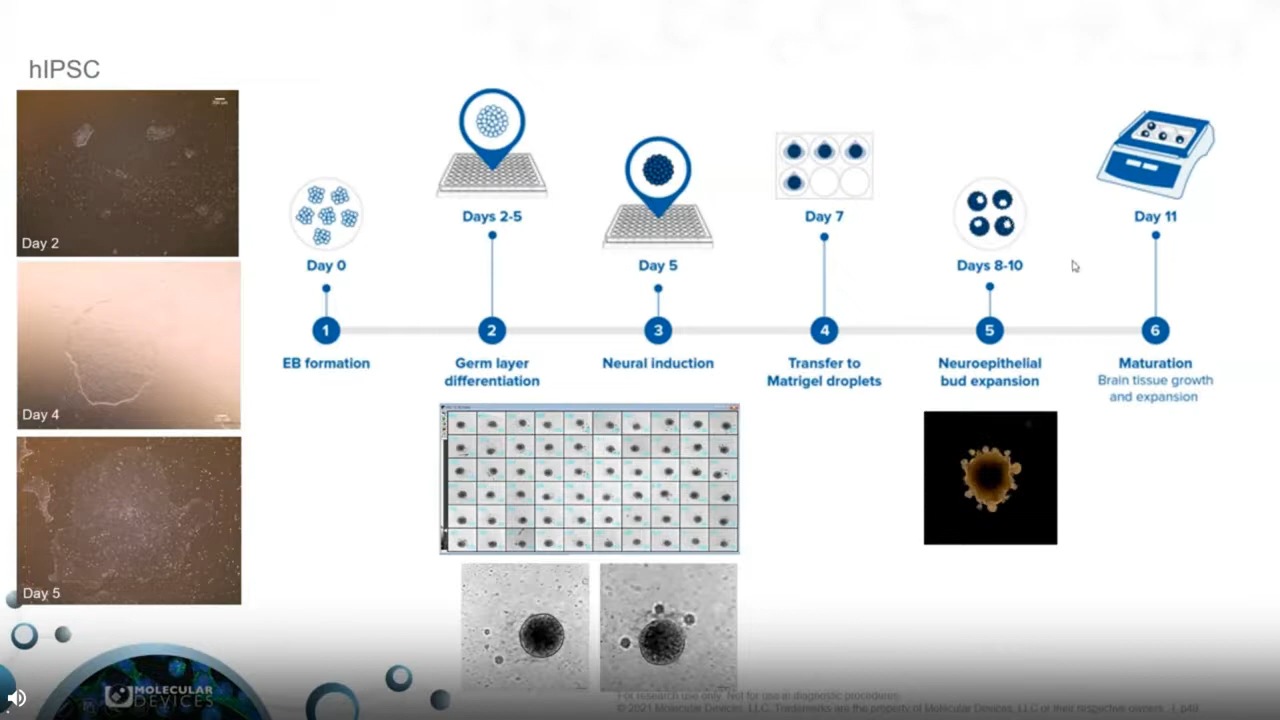 hIPSC
Day 2
Day 4
Day 5
Day 0
Days 2-5
Day 5
Day 7
Days 8-10
Day 11
1
2
3
4
5
6
EB formation
Germ layer
differentiation
Neural induction
Transfer to
Matrigel droplets
Neuroepithelial
bud expansion
Maturation
Brain tissue growth
and expansion
MOLECULAR
DEVICES
For research use only. Not for use in diagnostic procedures.
© 2021 Molecular Devices, LLC. Trademarks are the property of Molecular Devices, LLC or their respective owners.